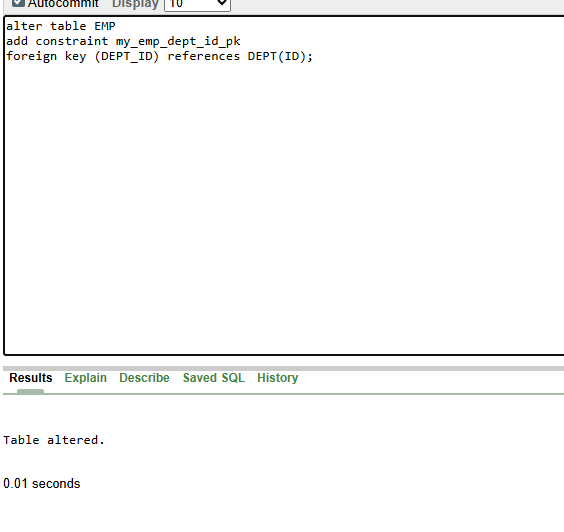 Autocommit Display 10
alter table EMP
add constraint my_emp_dept_id_pk
foreign key (DEPT_ID) references DEPT(ID);
Results Explain Describe Saved SQL History
Table altered.
0.01 seconds